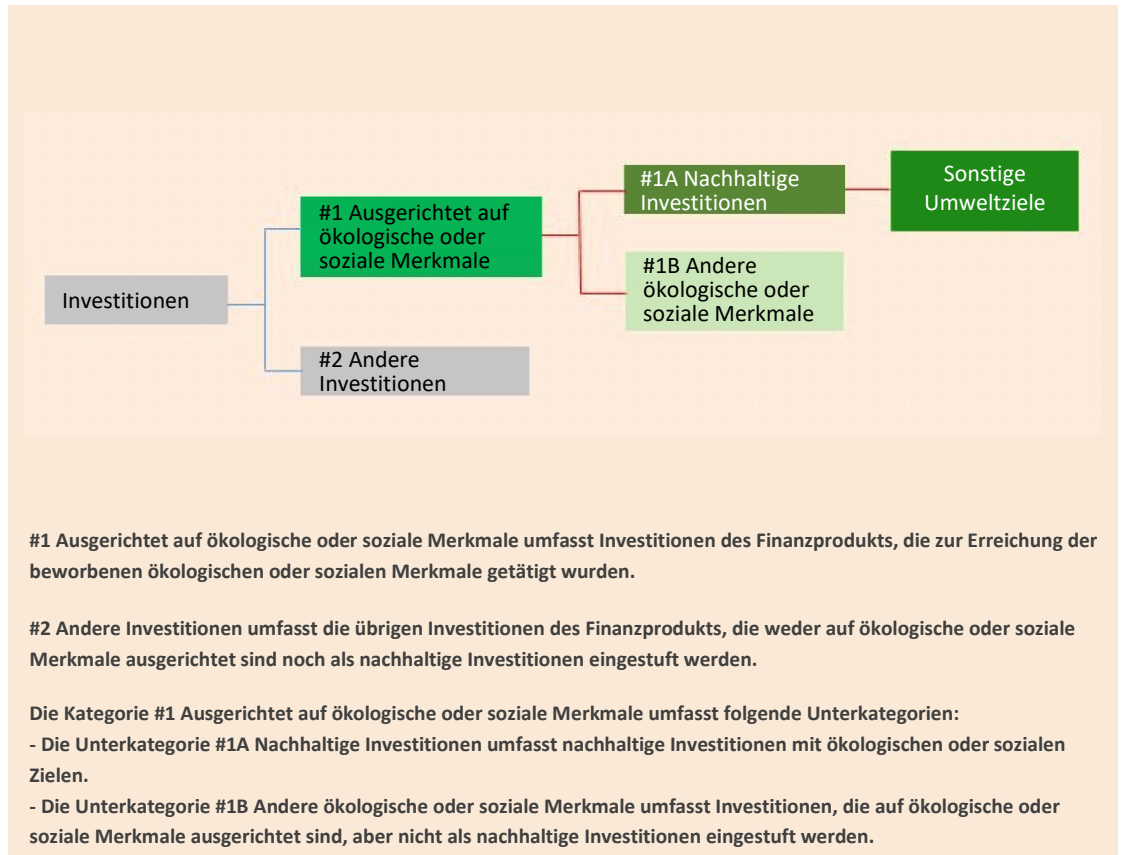 #1A Nachhaltige
Investitionen
Sonstige
Umweltziele
#1 Ausgerichtet auf
ökologische oder
soziale Merkmale
#1B Andere
ökologische oder
soziale Merkmale
Investitionen
#2 Andere
Investitionen
#1 Ausgerichtet auf ökologische oder soziale Merkmale umfasst Investitionen des Finanzprodukts, die zur Erreichung der
beworbenen ökologischen oder sozialen Merkmale getätigt wurden.
#2 Andere Investitionen umfasst die übrigen Investitionen des Finanzprodukts, die weder auf ökologische oder soziale
Merkmale ausgerichtet sind noch als nachhaltige Investitionen eingestuft werden.
Die Kategorie #1 Ausgerichtet auf ökologische oder soziale Merkmale umfasst folgende Unterkategorien:
- Die Unterkategorie #1A Nachhaltige Investitionen umfasst nachhaltige Investitionen mit ökologischen oder sozialen
Zielen.
- Die Unterkategorie #1B Andere ökologische oder soziale Merkmale umfasst Investitionen, die auf ökologische oder
soziale Merkmale ausgerichtet sind, aber nicht als nachhaltige Investitionen eingestuft werden.